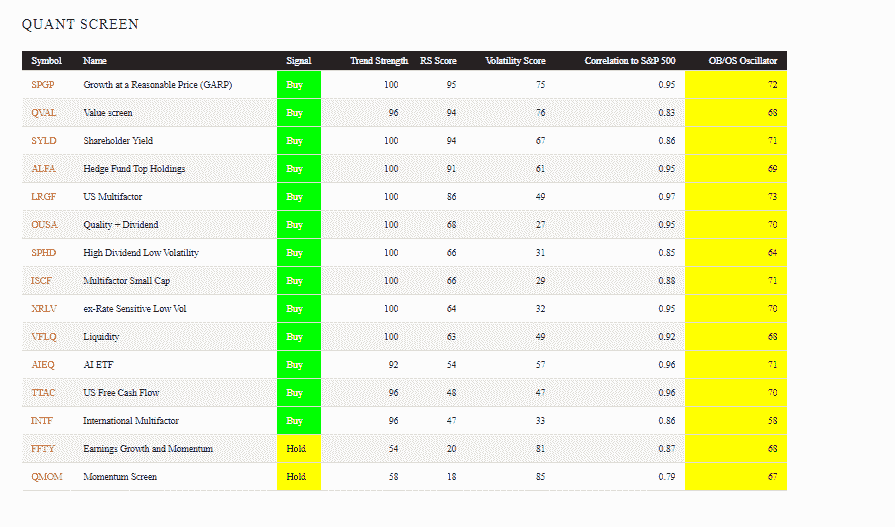 QUANT SCREEN
Symbol Name Signal Trend Strength RS Score Volatility Score Correlation to S&P 500 OB/OS Oscillator
SPGP Growth at a Reasonable Price (GARP) Buy 100 95 75 0.95 72
QVAL Value screen Buy 96 94 76 0.83 68
SYLD Shareholder Yield Buy 100 94 67 0.86 71
ALFA Hedge Fund Top Holdings Buy 100 91 61 0.95 69
LRGF US Multifactor Buy 100 86 49 0.97 73
OUSA Quality + Dividend Buy 100 68 27 0.95 70
SPHD High Dividend Low Volatility Buy 100 66 31 0.85 64
ISCF Multifactor Small Cap Buy 100 66 29 0.88 71
XRLV ex-Rate Sensitive Low Vol Buy 100 64 32 0.95 70
VFLQ Liquidity Buy 100 63 49 0.92 68
AIEQ AI ETF Buy 92 54 57 0.96 71
TTAC US Free Cash Flow Buy 96 48 47 0.96 70
INTF International Multifactor Buy 96 47 33 0.86 58
FFTY Earnings Growth and Momentum Hold 54 20 81 0.87 68
QMOM Momentum Screen Hold 58 18 85 0.79 67